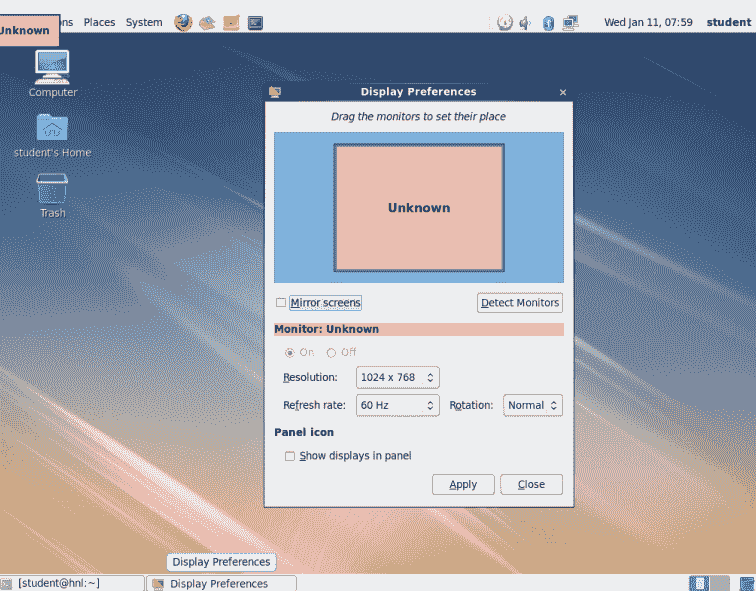 Unknown
ns Places System Wed Jan 11, 07:59 student
Computer
student's Home
Trash
Display Preferences
Drag the monitors to set their place
Unknown
Mirror screens Detect Monitors
Monitor: Unknown
On Off
Resolution: 1024 x 768
Refresh rate: 60 Hz Rotation: Normal
Panel icon
Show displays in panel
Apply Close
Display Preferences
[student@hnl:~] Display Preferences